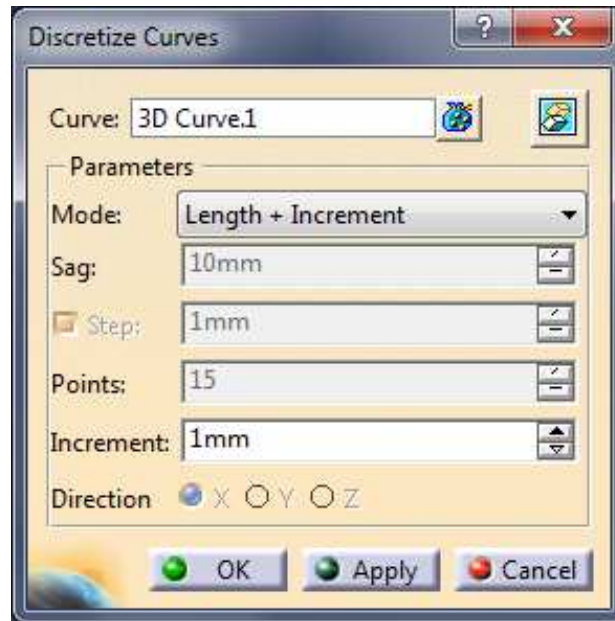 Discretize Curves
?
X
Curve: 3D Curve.1
Parameters
Mode: Length + Increment
Sag: 10mm
Step: 1mm
Points: 15
Increment: 1mm
Direction X Y Z
OK Apply Cancel